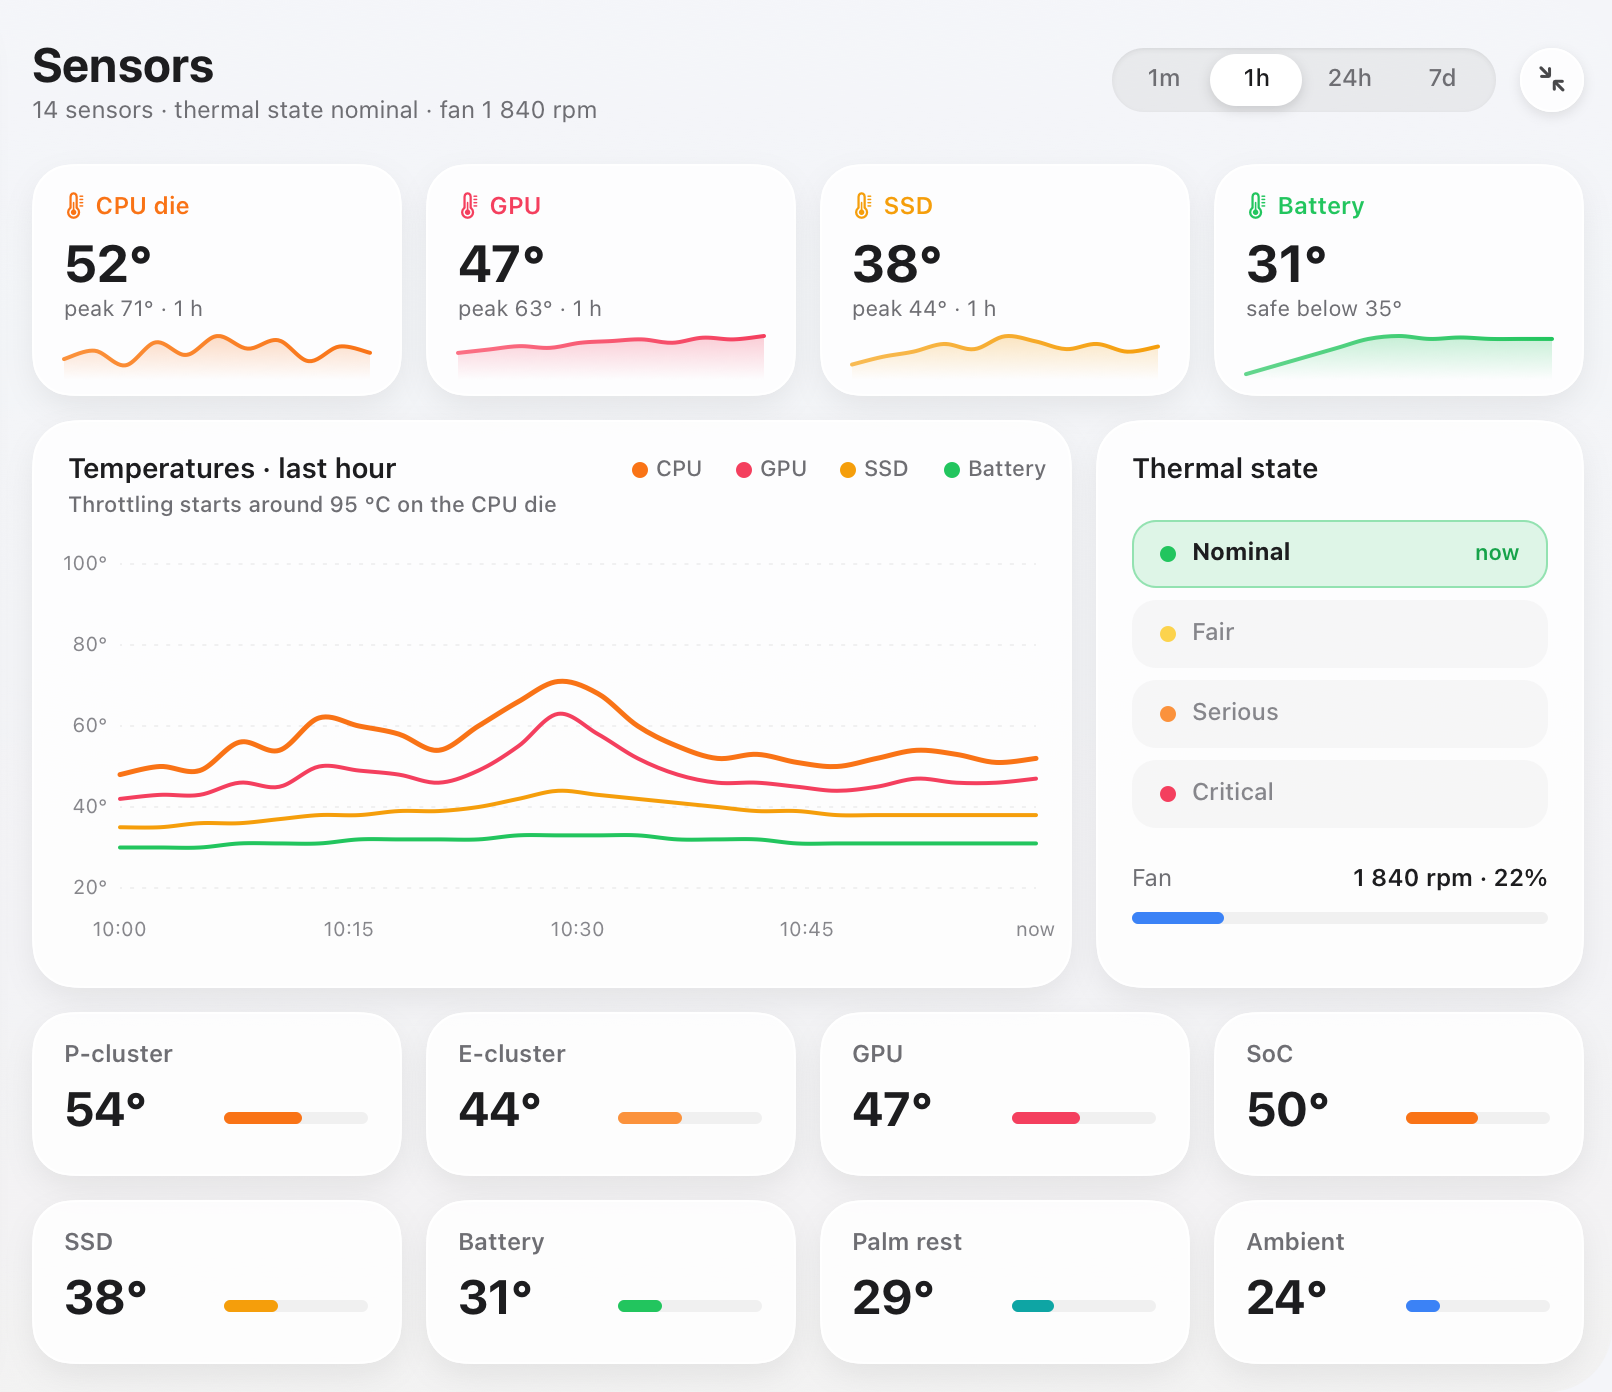 Sensors
14 sensors · thermal state nominal · fan 1 840 rpm
1m 1h 24h 7d
CPU die
52°
peak 71° · 1 h
GPU
47°
peak 63° · 1 h
SSD
38°
peak 44° · 1 h
Battery
31°
safe below 35°
Temperatures · last hour
CPU GPU SSD Battery
Throttling starts around 95 °C on the CPU die
100°
80°
60°
40°
20°
10:00 10:15 10:30 10:45 now
Thermal state
Nominal now
Fair
Serious
Critical
Fan 1 840 rpm · 22%
P-cluster
54°
E-cluster
44°
GPU
47°
SoC
50°
SSD
38°
Battery
31°
Palm rest
29°
Ambient
24°